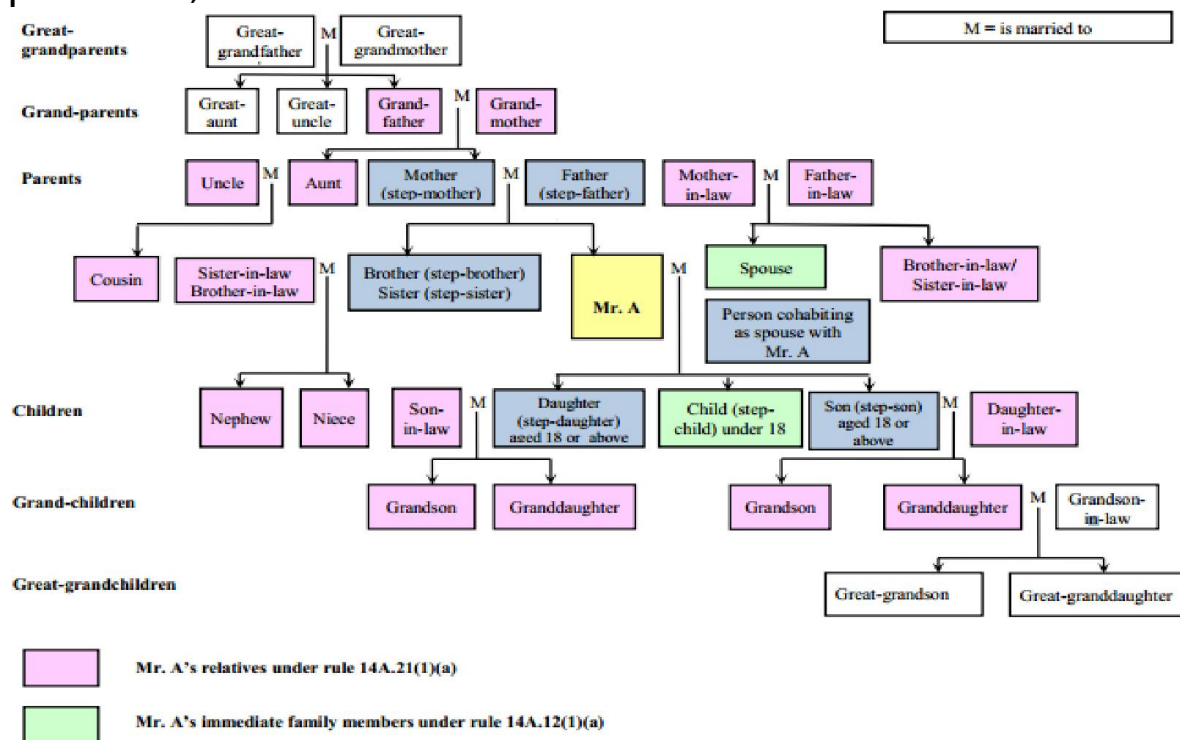 Great-
grandparents
Great-
grandfather
M
Great-
grandmother
M = is married to
Grand-parents
Great-
aunt
Great-
uncle
Grand-
father
M
Grand-
mother
Parents
Uncle
M
Aunt
Mother
(step-mother)
M
Father
(step-father)
Mother-
in-law
M
Father-
in-law
Cousin
Sister-in-law
Brother-in-law
M
Brother (step-brother)
Sister (step-sister)
Mr. A
M
Spouse
Brother-in-law/
Sister-in-law
Person cohabiting
as spouse with
Mr. A
Children
Nephew
Niece
Son-
in-law
M
Daughter
(step-daughter)
aged 18 or above
Child (step-
child) under 18
Son (step-son)
aged 18 or
above
M
Daughter-
in-law
Grand-children
Grandson
Granddaughter
Grandson
Granddaughter
M
Grandson-
in-law
Great-grandchildren
Great-grandson
Great-granddaughter
Mr. A's relatives under rule 14A.21(1)(a)
Mr. A's immediate family members under rule 14A.12(1)(a)